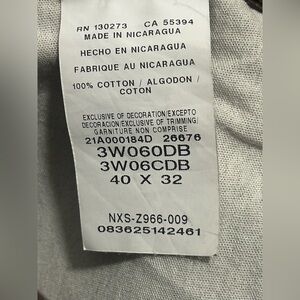 RN 130273 CA 55394
MADE IN NICARAGUA
HECHO EN NICARAGUA
FABRIQUE AU NICARAGUA
100% COTTON / ALGODON /
COTON
EXCLUSIVE OF DECORATION/EXCEPTO
DECORACION/EXCLUSIVE OF TRIMMING/
GARNITURE NON COMPRISE
21A000184D 26676
3W060DB
3W06CDB
40 X 32
NXS-Z966-009
083625142461